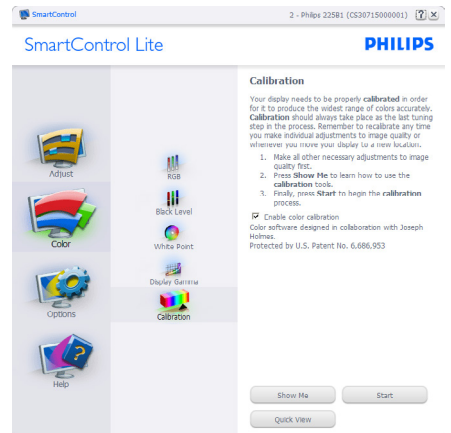 SmartControl
2 - Philips 225B1 (CS30715000001)
?
x
SmartControl Lite
PHILIPS
Adjust
Color
Options
Help
RGB
Black Level
White Point
Display Gamma
Calibration
Calibration
Your display needs to be properly calibrated in order
for it to produce the widest range of colors accurately.
Calibration should always take place as the last tuning
step in the process. Remember to recalibrate any time
you make individual adjustments to image quality or
whenever you move your display to a new location.
1. Make all other necessary adjustments to image
quality first.
2. Press Show Me to learn how to use the
calibration tools.
3. Finally, press Start to begin the calibration
process.
Enable color calibration
Color software designed in collaboration with Joseph
Holmes.
Protected by U.S. Patent No. 6,686,953
Show Me
Start
Quick View